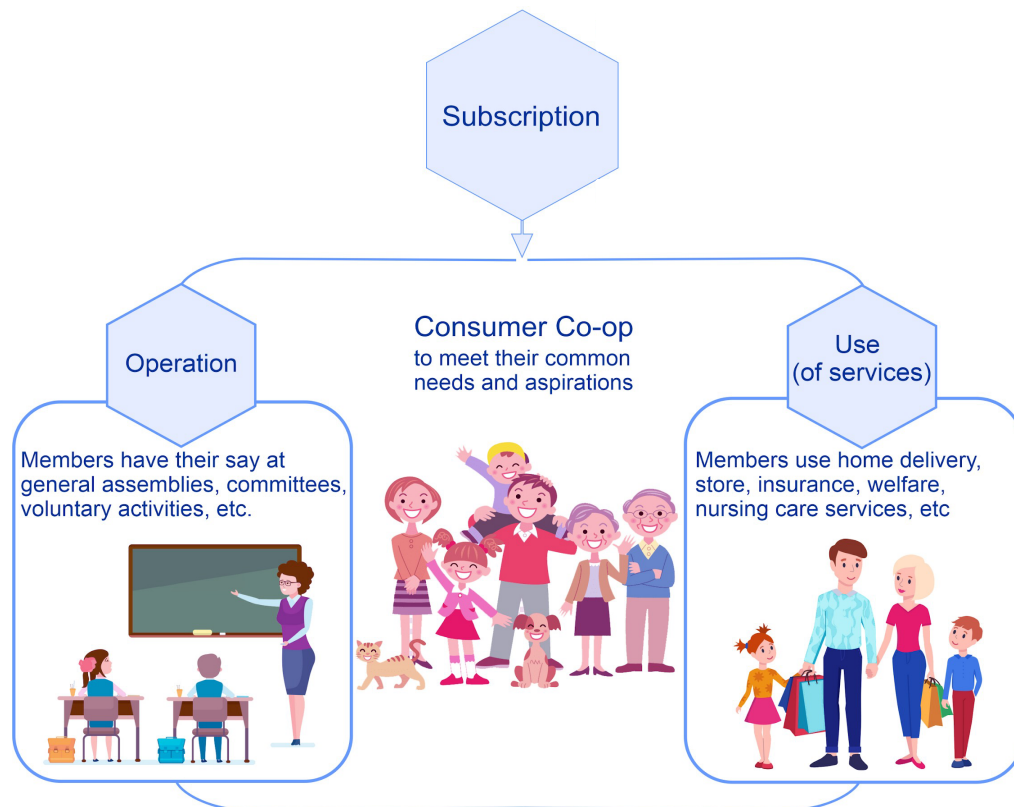 Subscription
Consumer Co-op
to meet their common
needs and aspirations
Operation
Members have their say at
general assemblies, committees,
voluntary activities, etc.
Use
(of services)
Members use home delivery,
store, insurance, welfare,
nursing care services, etc